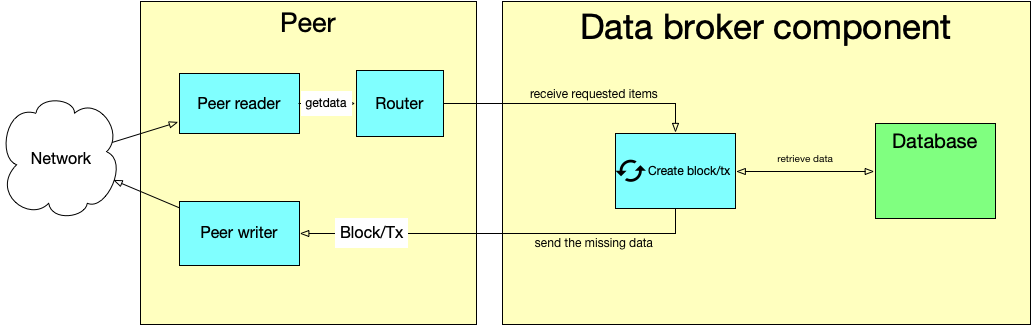 Peer
Data broker component
Peer reader
getdata
Router
receive requested items
Network
Create block/tx
retrieve data
Database
Peer writer
Block/Tx
send the missing data